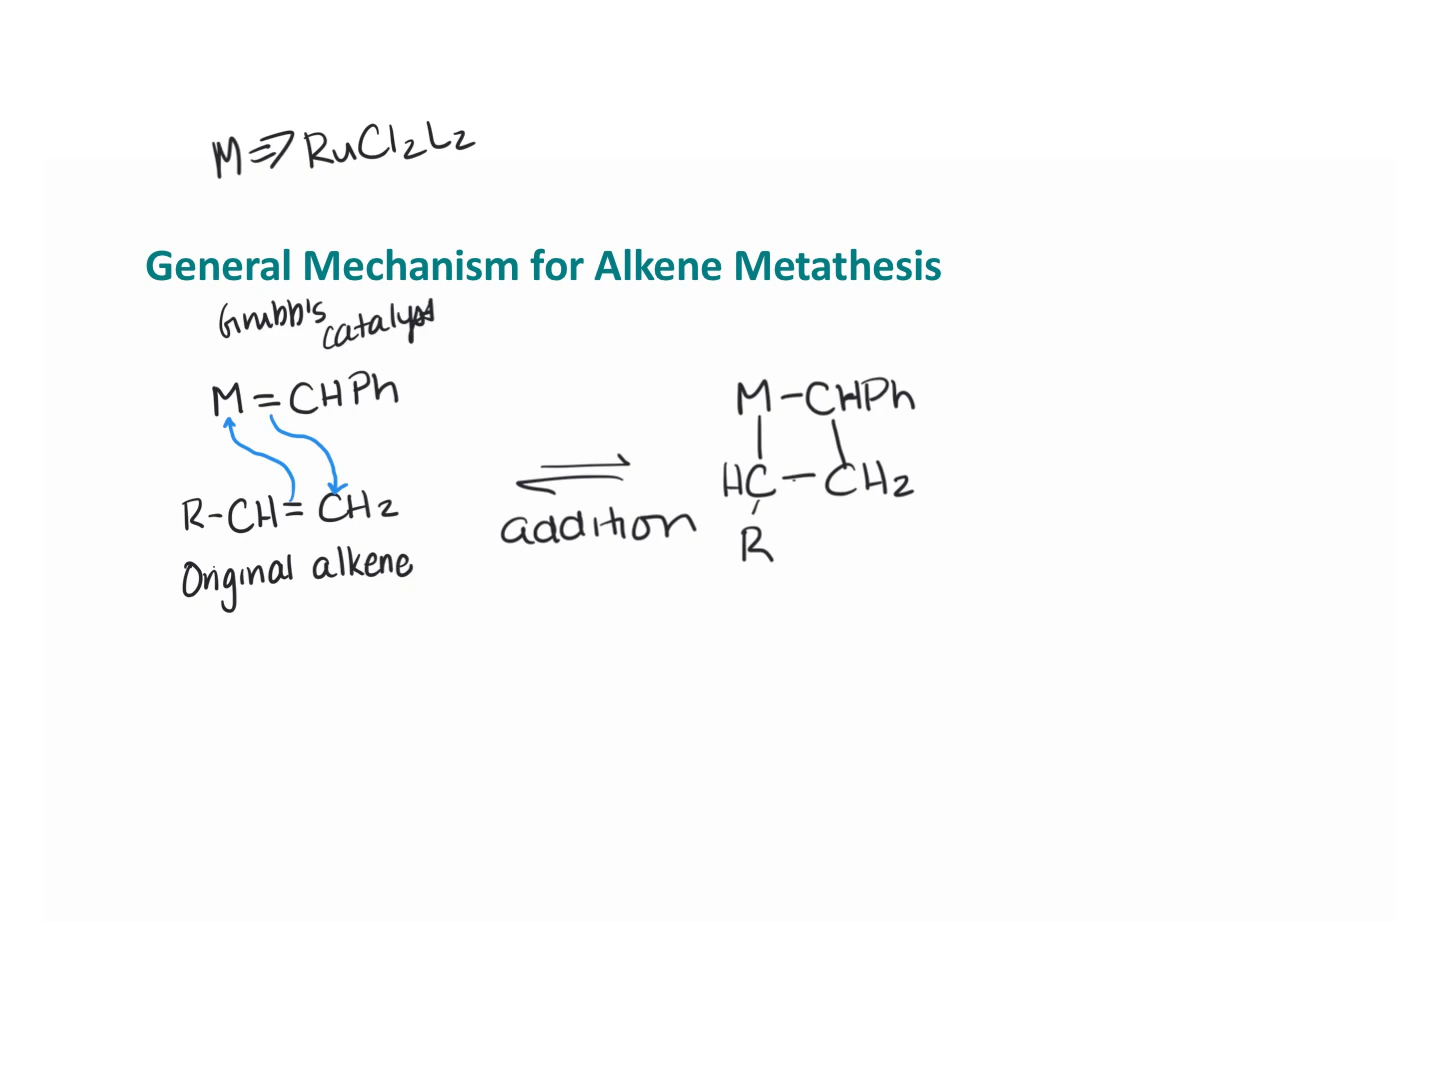 M ⇒ RuCl₂L₂
General Mechanism for Alkene Metathesis
Grubb's catalyst
M = CHPh
R-CH = CH₂
Original alkene
⇌
addition
M - CHPh
HC - CH₂
R